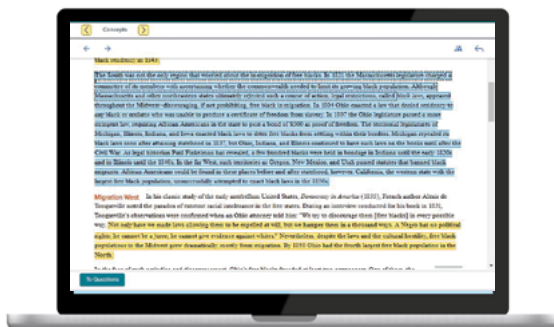 Concepts
black residency in 1843.
The South was not the only region that worried about the in-migration of free blacks. In 1821 the Massachusetts legislature charged a
committee of its members with ascertaining whether the commonwealth needed to limit its growing black population. Although
Massachusetts and other northeastern states ultimately rejected such a course of action, legal restrictions, called black laws, appeared
throughout the Midwest—discouraging, if not prohibiting, free black in-migration. In 1804 Ohio enacted a law that denied residency to
any black or mulatto who was unable to produce a certificate of freedom from slavery. In 1807 the Ohio legislature passed a more
stringent law, requiring African Americans in the state to post a bond of $500 as proof of freedom. The territorial legislatures of
Michigan, Illinois, Indiana, and Iowa enacted black laws to deter free blacks from settling within their borders. Michigan repealed its
black laws soon after attaining statehood in 1837, but Ohio, Indiana, and Illinois continued to have such laws on the books until after the
Civil War. As legal historian Paul Finkelman has revealed, a few hundred blacks were held in bondage in Indiana until the early 1820s
and in Illinois until the 1840s. In the far West, such territories as Oregon, New Mexico, and Utah passed statutes that banned black
migrants. African Americans could be found in these places before and after statehood, however. California, the western state with the
largest free black population, unsuccessfully attempted to enact black laws in the 1850s.
Migration West In his classic study of the early antebellum United States, Democracy in America (1835), French author Alexis de
Tocqueville noted the paradox of extreme racial intolerance in the free states. During an interview conducted for his book in 1831,
Tocqueville's observations were confirmed when an Ohio attorney told him: "We try to discourage them [free blacks] in every possible
way. Not only have we made laws allowing them to be expelled at will, but we hamper them in a thousand ways. A Negro has no political
rights; he cannot be a juror; he cannot give evidence against whites." Nevertheless, despite the laws and the cultural hostility, free black
populations in the Midwest grew dramatically, mostly from migration. By 1850 Ohio had the fourth largest free black population in the
North.
To Questions